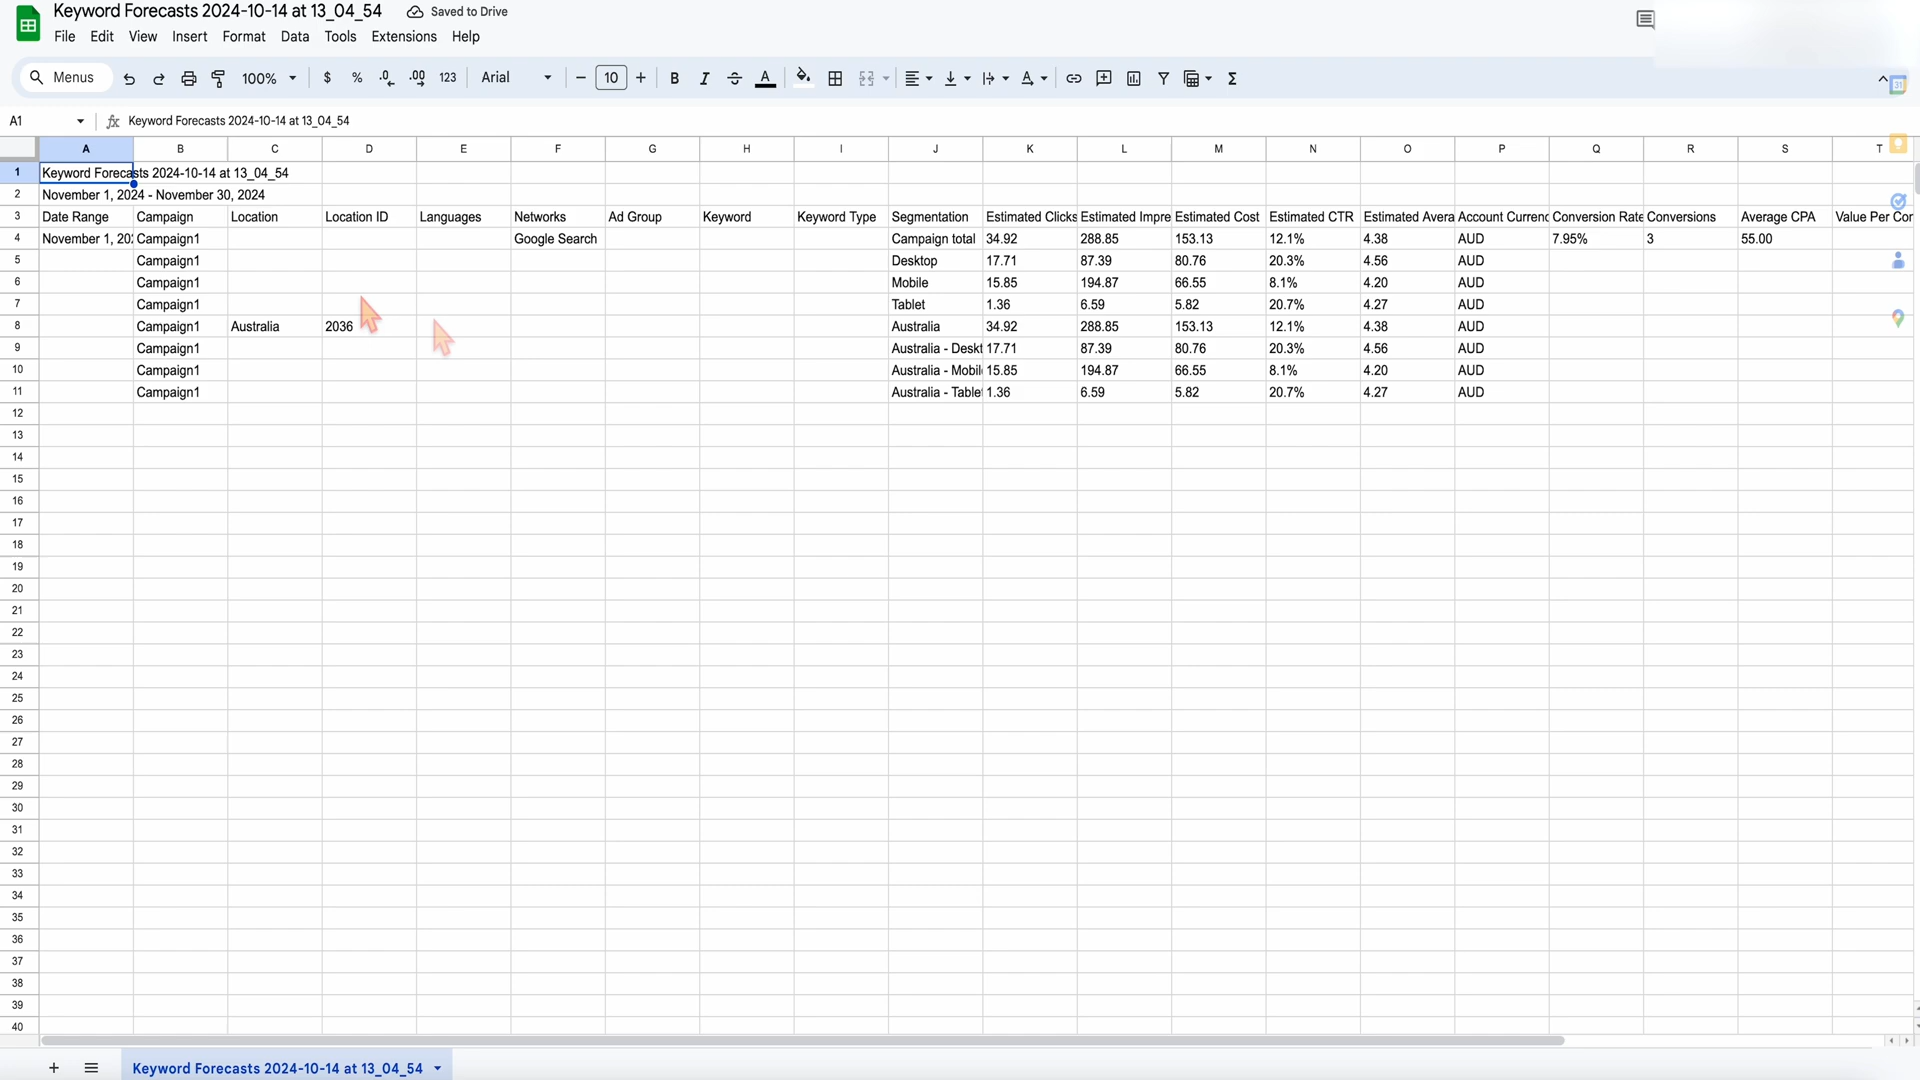 Keyword Forecasts 2024-10-14 at 13_04_54 Saved to Drive
File Edit View Insert Format Data Tools Extensions Help
Menus 100% $ % .0 .00 123 Arial 10 B I S A Σ
A1 fx Keyword Forecasts 2024-10-14 at 13_04_54
A B C D E F G H I J K L M N O P Q R S T
1 Keyword Forecasts 2024-10-14 at 13_04_54
2 November 1, 2024 - November 30, 2024
3 Date Range Campaign Location Location ID Languages Networks Ad Group Keyword Keyword Type Segmentation Estimated Clicks Estimated Impre Estimated Cost Estimated CTR Estimated Avera Account Currenc Conversion Rate Conversions Average CPA Value Per Cor
4 November 1, 202 Campaign1 Google Search Campaign total 34.92 288.85 153.13 12.1% 4.38 AUD 7.95% 3 55.00
5 Campaign1 Desktop 17.71 87.39 80.76 20.3% 4.56 AUD
6 Campaign1 Mobile 15.85 194.87 66.55 8.1% 4.20 AUD
7 Campaign1 Tablet 1.36 6.59 5.82 20.7% 4.27 AUD
8 Campaign1 Australia 2036 Australia 34.92 288.85 153.13 12.1% 4.38 AUD
9 Campaign1 Australia - Deskt 17.71 87.39 80.76 20.3% 4.56 AUD
10 Campaign1 Australia - Mobil 15.85 194.87 66.55 8.1% 4.20 AUD
11 Campaign1 Australia - Table 1.36 6.59 5.82 20.7% 4.27 AUD
12
13
14
15
16
17
18
19
20
21
22
23
24
25
26
27
28
29
30
31
32
33
34
35
36
37
38
39
40
Keyword Forecasts 2024-10-14 at 13_04_54